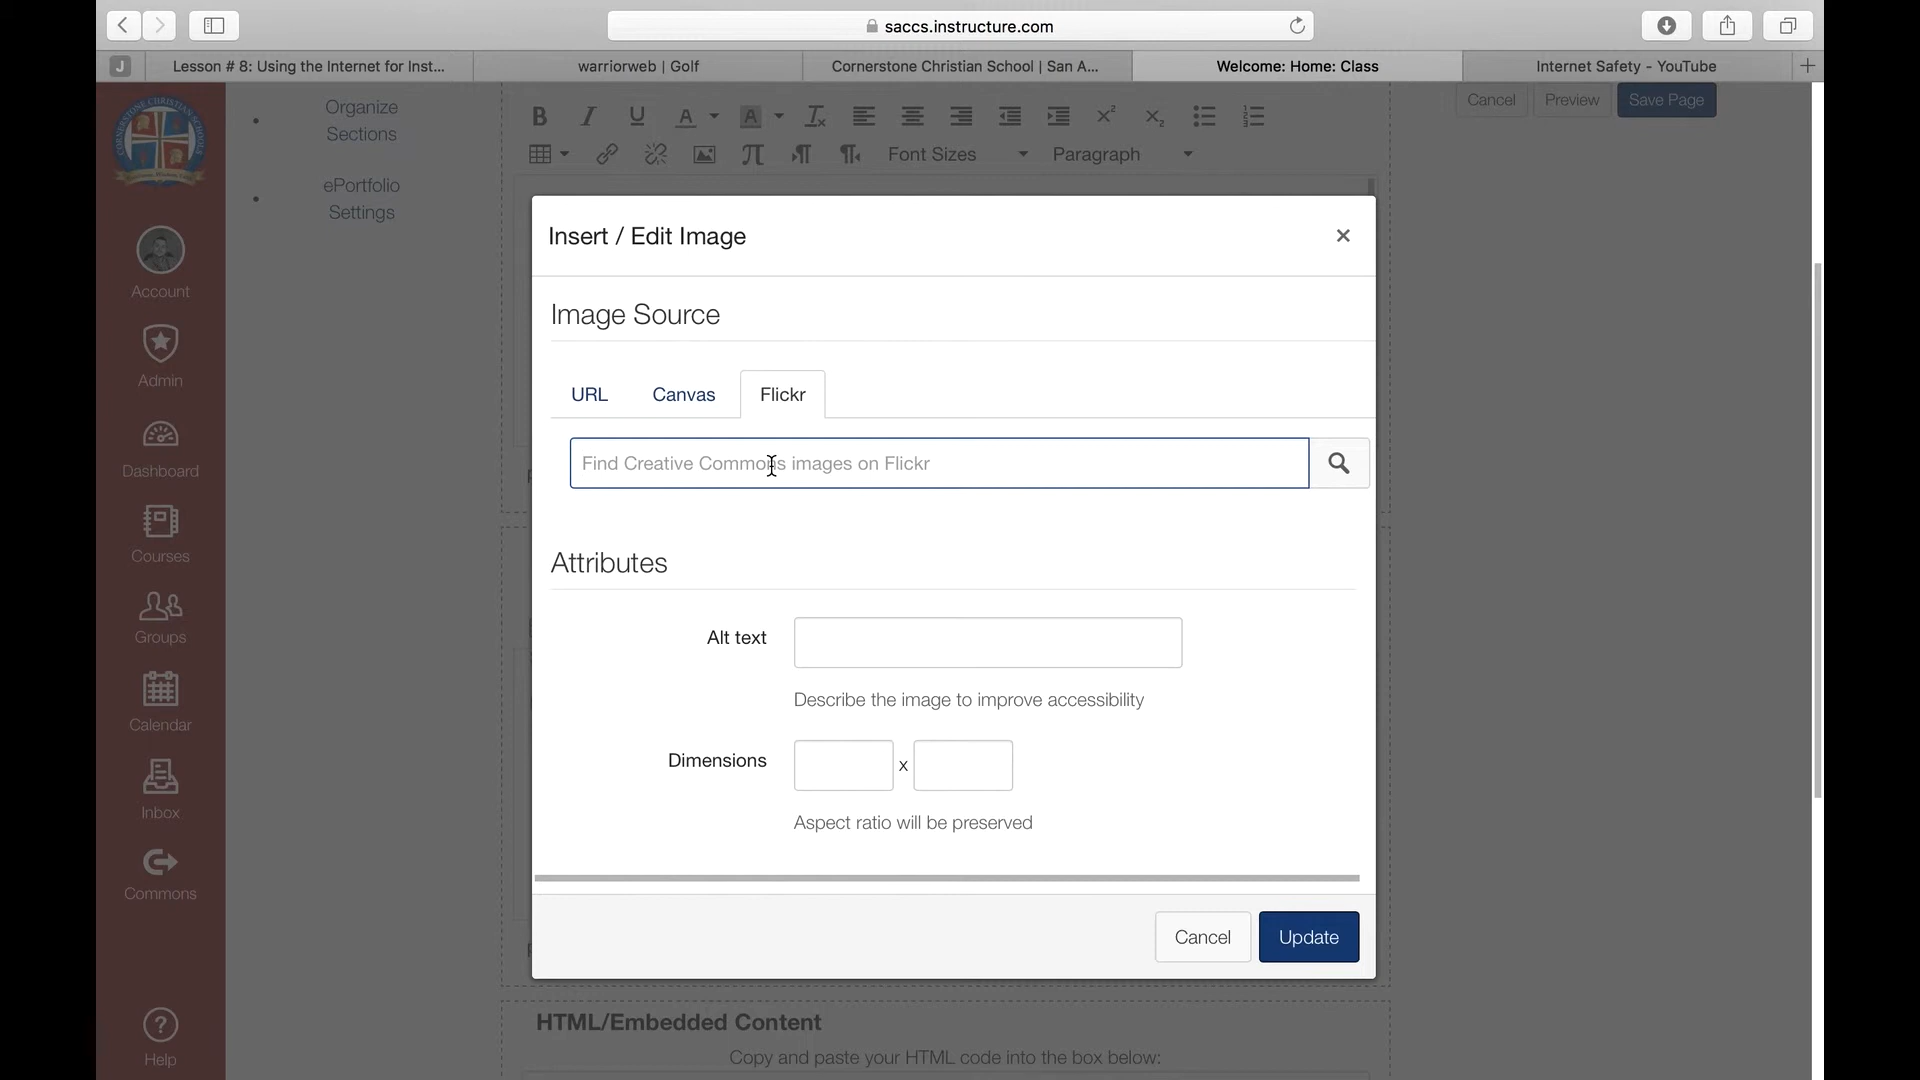 saccs.instructure.com
J
Lesson # 8: Using the Internet for Inst...
warriorweb | Golf
Cornerstone Christian School | San A...
Welcome: Home: Class
Internet Safety - YouTube
Organize
Sections
ePortfolio
Settings
Cancel
Preview
Save Page
Font Sizes
Paragraph
Account
Admin
Dashboard
Courses
Groups
Calendar
Inbox
Commons
Help
Insert / Edit Image
Image Source
URL
Canvas
Flickr
Find Creative Commons images on Flickr
Attributes
Alt text
Describe the image to improve accessibility
Dimensions
x
Aspect ratio will be preserved
Cancel
Update
HTML/Embedded Content
Copy and paste your HTML code into the box below: